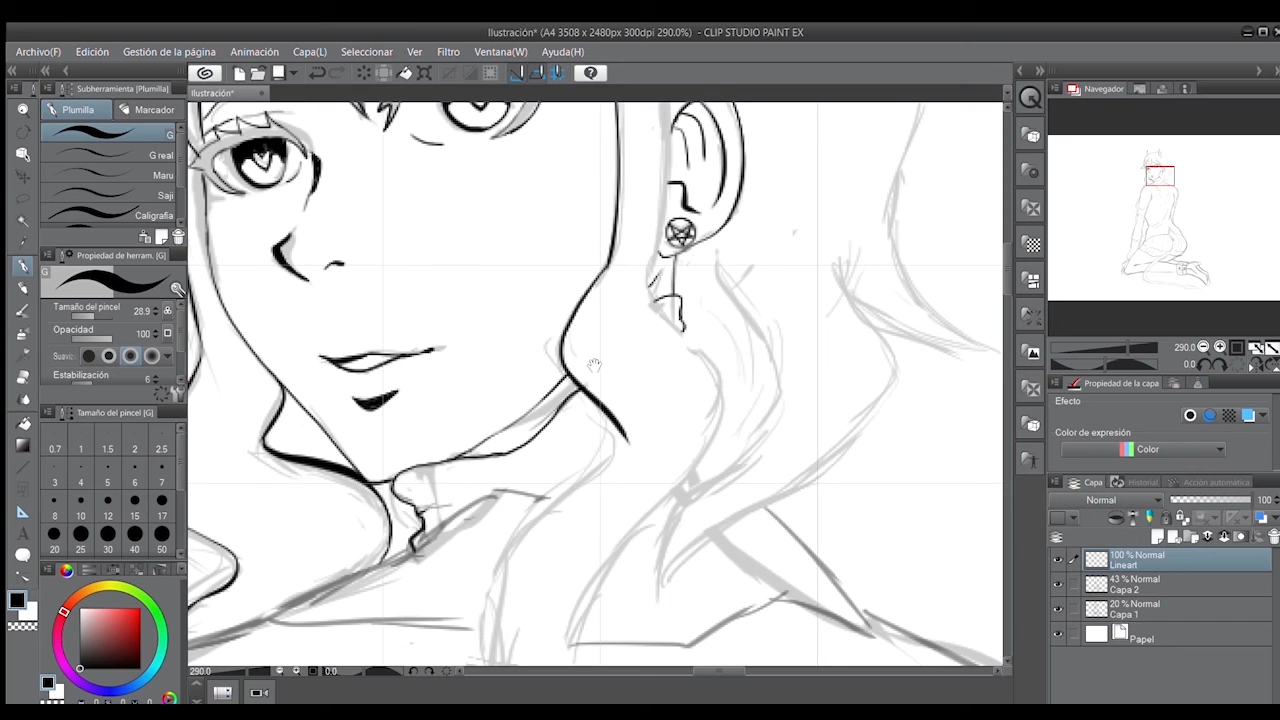 Ilustración* (A4 3508 x 2480px 300dpi 290.0%) - CLIP STUDIO PAINT EX
Archivo(F) Edición Gestión de la página Animación Capa(L) Seleccionar Ver Filtro Ventana(W) Ayuda(H)
Subherramienta [Plumilla]
Ilustración*
Navegador
Plumilla Marcador
G
G real
Maru
Saji
Caligrafía
Propiedad de herram. [G]
G
Tamaño del pincel 28.9
Opacidad 100
Suaviz
Estabilización 6
Tamaño del pincel [G]
0.7 1 1.5 2 2.5
3 4 5 6 7
8 10 12 15 17
20 25 30 40 50
290.0
0.0
Propiedad de la capa
Efecto
Color de expresión
Color
Capa Historial Acción automática
Normal 100
100 % Normal
Lineart
43 % Normal
Capa 2
20 % Normal
Capa 1
Papel
290.0 0.0